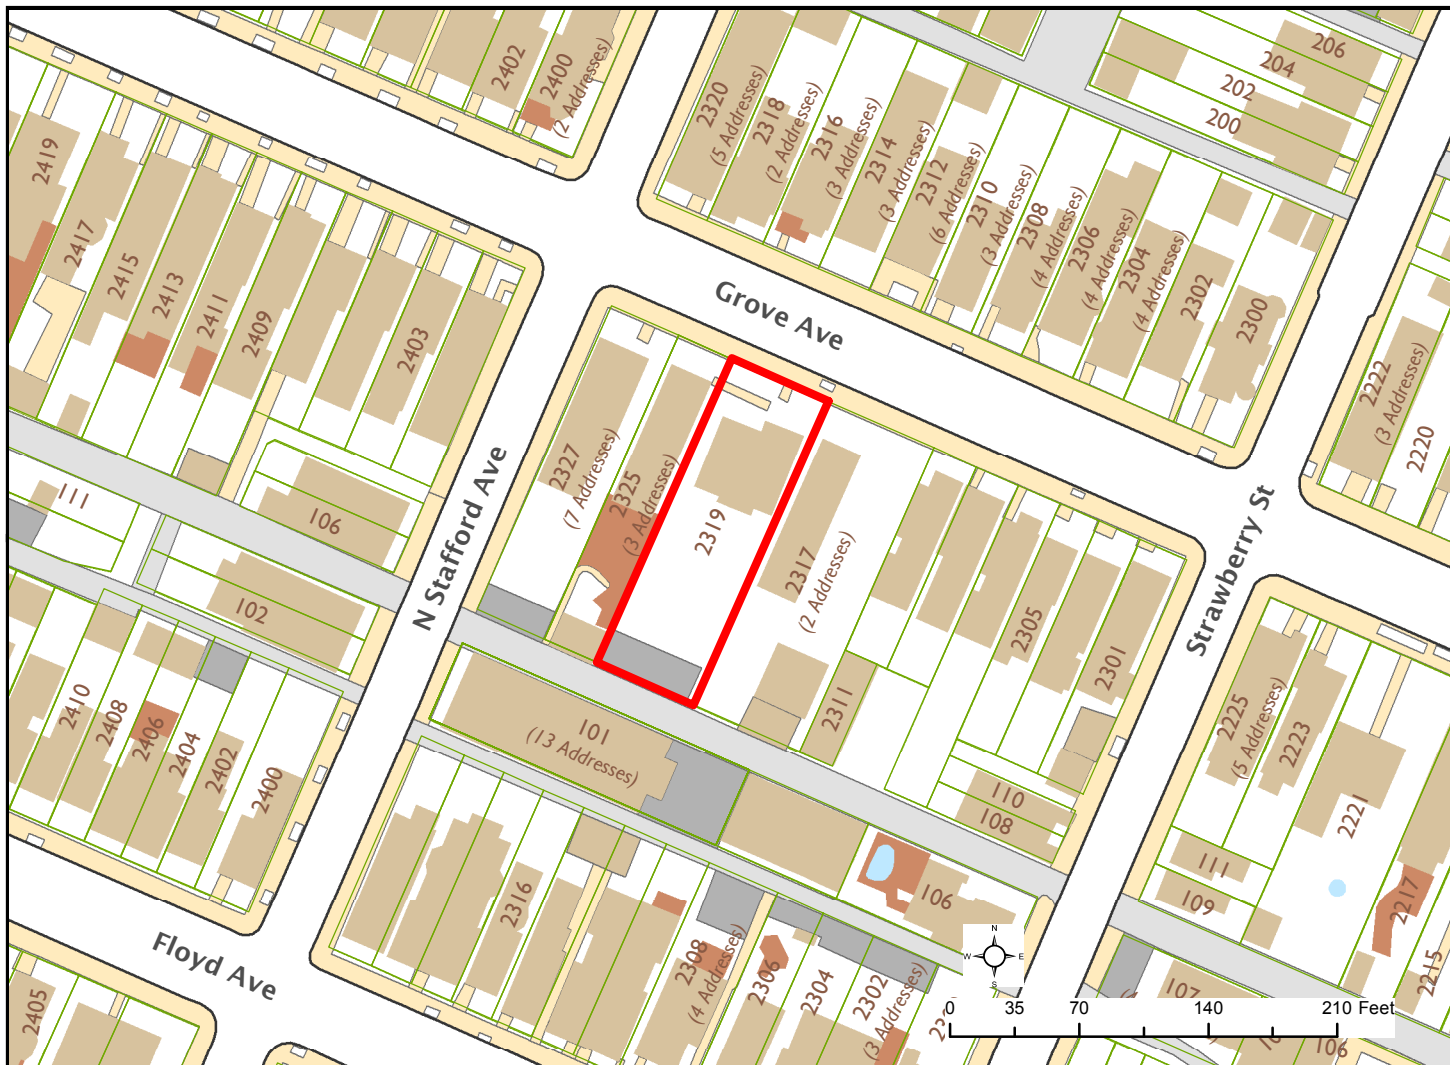 2402
2400
(2 Addresses)
2320
(5 Addresses)
2318
(2 Addresses)
2316
(3 Addresses)
2314
(3 Addresses)
2312
(6 Addresses)
2310
(3 Addresses)
2308
(4 Addresses)
2306
(4 Addresses)
2304
(4 Addresses)
2302
2300
206
204
202
200
2419
2417
2415
2413
2411
2409
2403
Grove Ave
2222
(3 Addresses)
2220
2327
(7 Addresses)
2325
(3 Addresses)
2319
2317
(2 Addresses)
2311
2305
2301
N Stafford Ave
Strawberry St
111
106
102
2410
2408
2406
2404
2402
2400
101
(13 Addresses)
110
108
106
2225
(5 Addresses)
2223
2221
111
109
2217
2215
2316
2308
(4 Addresses)
2306
2304
2302
(3 Addresses)
Floyd Ave
2405
107
106
N
W
E
S
0
35
70
140
210 Feet